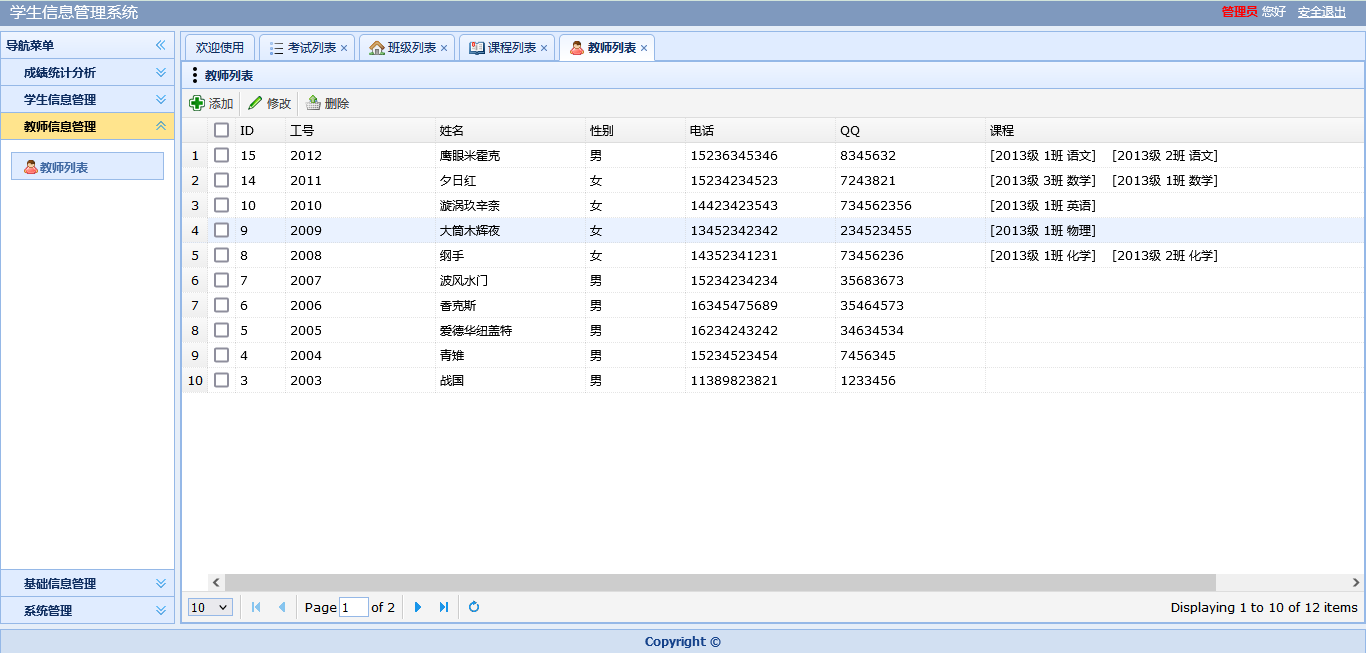 学生信息管理系统
管理员 您好 安全退出
导航菜单
成绩统计分析
学生信息管理
教师信息管理
教师列表
基础信息管理
系统管理
欢迎使用 考试列表 班级列表 课程列表 教师列表
教师列表
添加 修改 删除
ID 工号 姓名 性别 电话 QQ 课程
1 15 2012 鹰眼米霍克 男 15236345346 8345632 [2013级 1班 语文] [2013级 2班 语文]
2 14 2011 夕日红 女 15234234523 7243821 [2013级 3班 数学] [2013级 1班 数学]
3 10 2010 漩涡玖辛奈 女 14423423543 734562356 [2013级 1班 英语]
4 9 2009 大筒木辉夜 女 13452342342 234523455 [2013级 1班 物理]
5 8 2008 纲手 女 14352341231 73456236 [2013级 1班 化学] [2013级 2班 化学]
6 7 2007 波风水门 男 15234234234 35683673
7 6 2006 香克斯 男 16345475689 35464573
8 5 2005 爱德华纽盖特 男 16234243242 34634534
9 4 2004 青雉 男 15234523454 7456345
10 3 2003 战国 男 11389823821 1233456
10 Page 1 of 2 Displaying 1 to 10 of 12 items
Copyright ©